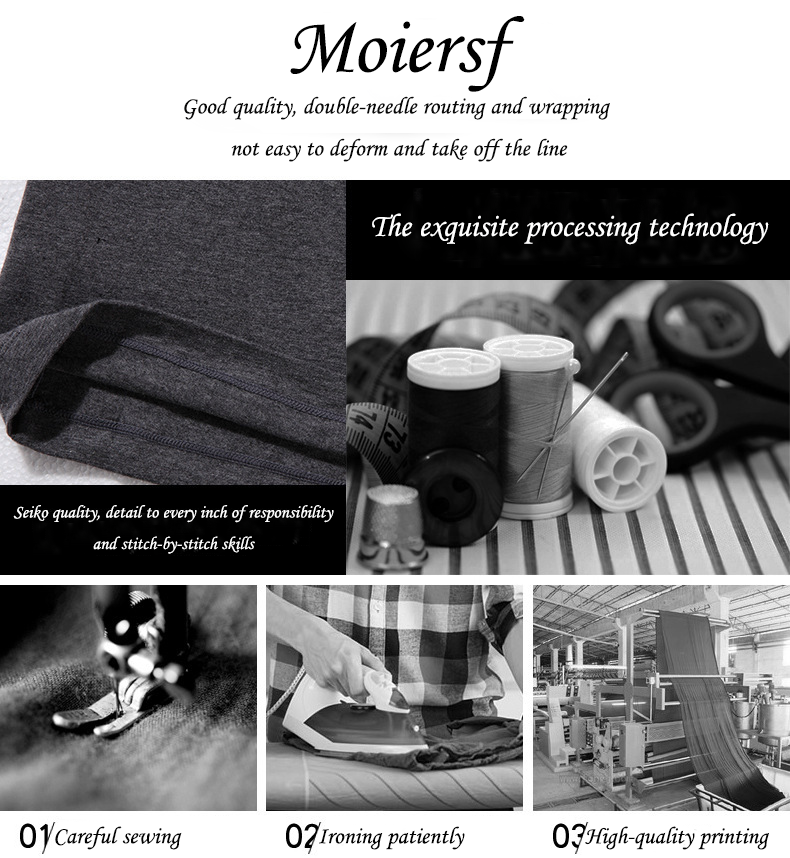 Moiersf
Good quality, double-needle routing and wrapping
not easy to deform and take off the line
The exquisite processing technology
73
74
Seiko quality, detail to every inch of responsibility
and stitch-by-stitch skills
01/Careful sewing
02/Ironing patiently
03/High-quality printing